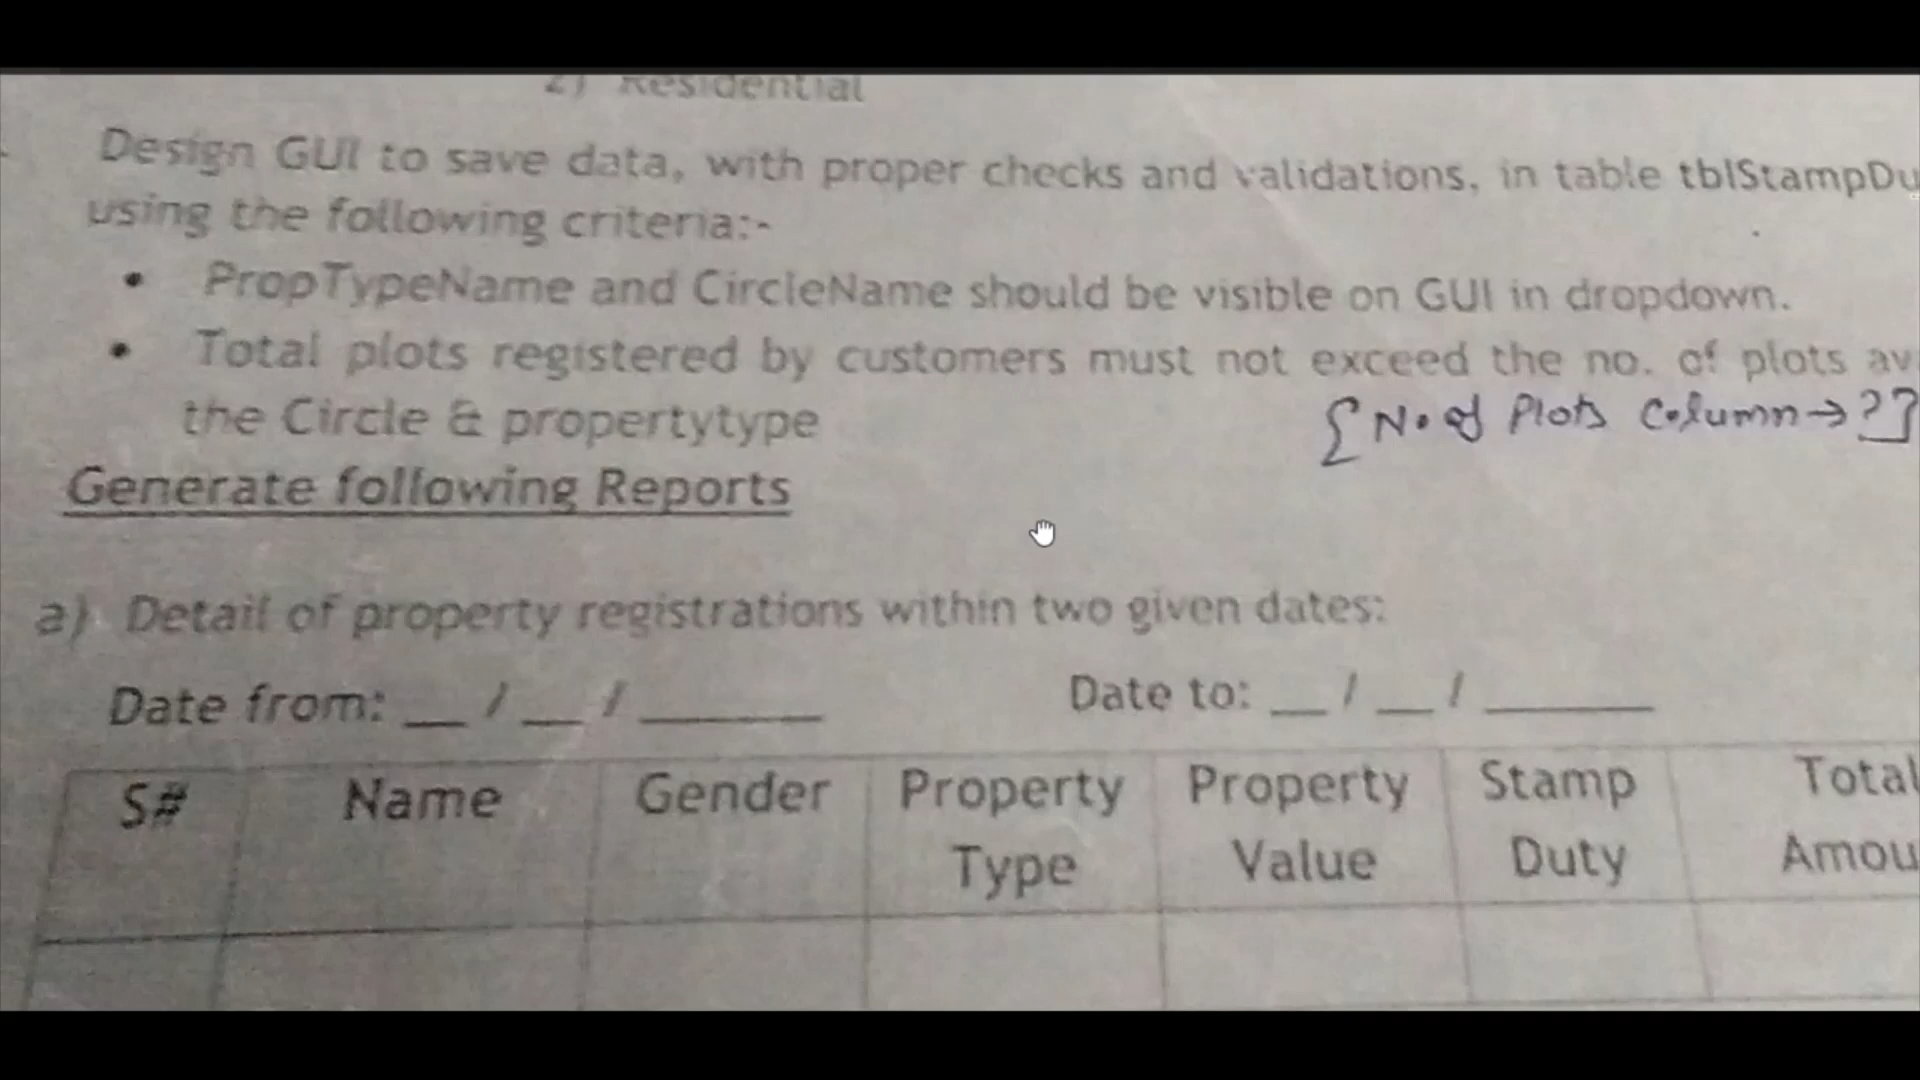 2) Residential
Design GUI to save data, with proper checks and validations, in table tblStampDu
using the following criteria:-
• PropTypeName and CircleName should be visible on GUI in dropdown.
• Total plots registered by customers must not exceed the no. of plots av
the Circle & propertytype
[No. of Plots Column→??]
Generate following Reports
a) Detail of property registrations within two given dates:
Date from: __ / __ / ______ Date to: __ / __ / ______
S# Name Gender Property Type Property Value Stamp Duty Total Amou